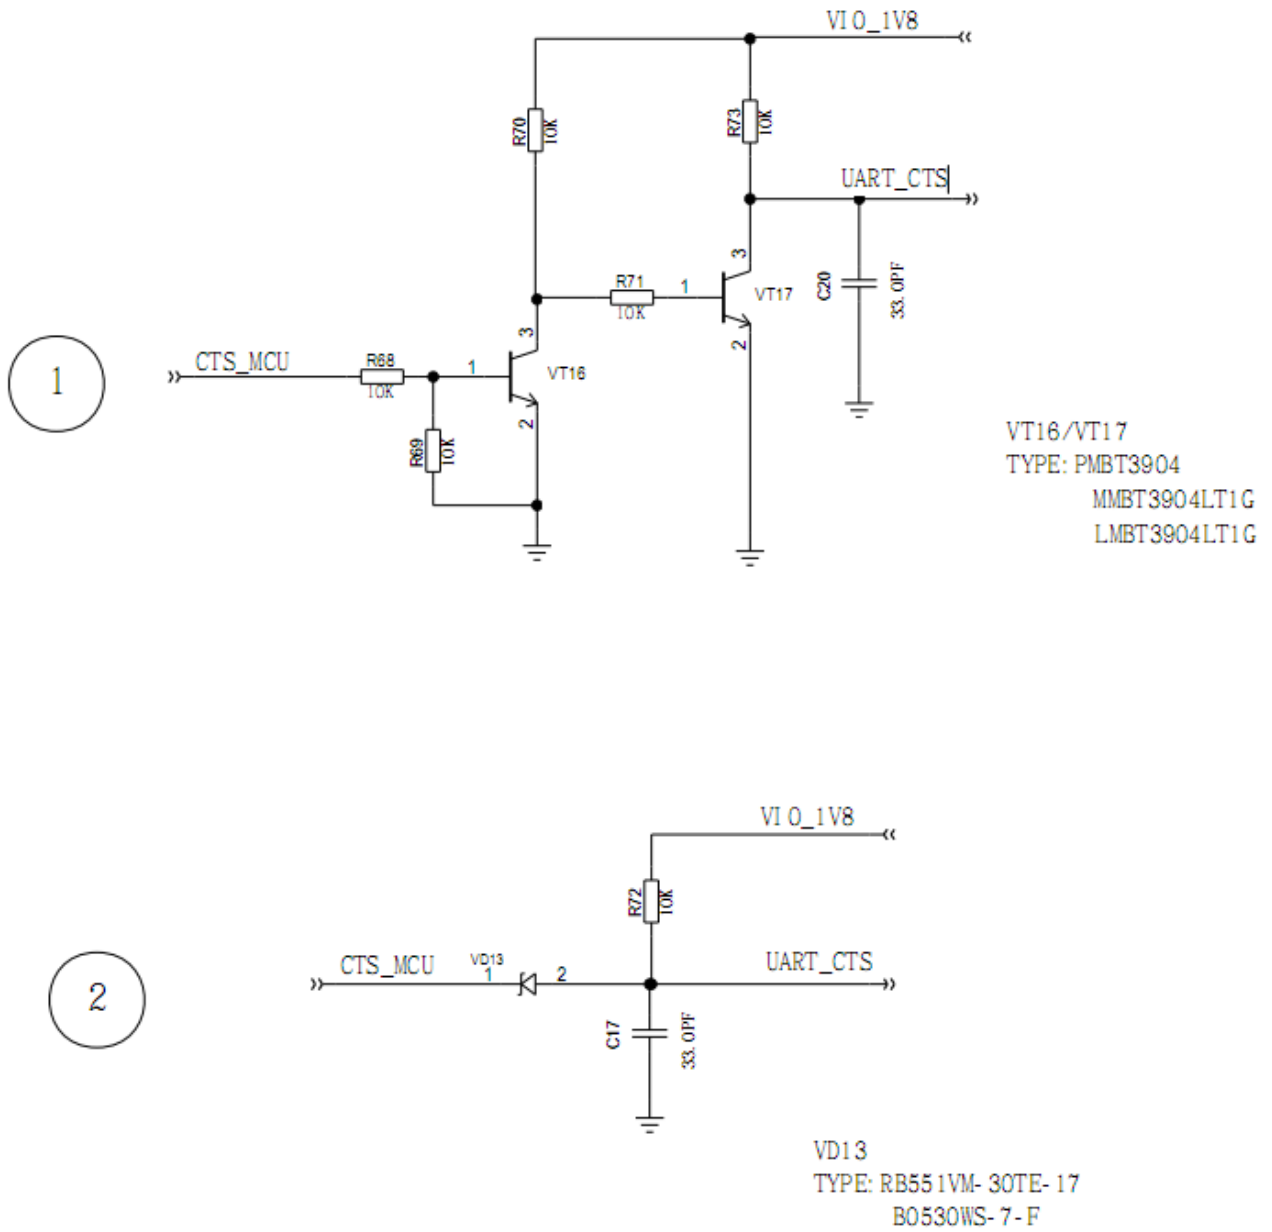 VIO_1V8
R70
10K
R73
10K
UART_CTS
3
R71
10K
1
VT17
C20
33.0PF
2
1
CTS_MCU
R68
10K
1
3
VT16
R69
10K
2
VT16/VT17
TYPE: PMBT3904
MMBT3904LT1G
LMBT3904LT1G
VIO_1V8
R72
10K
2
CTS_MCU
VD13
1
2
UART_CTS
C17
33.0PF
VD13
TYPE: RB551VM-30TE-17
B0530WS-7-F